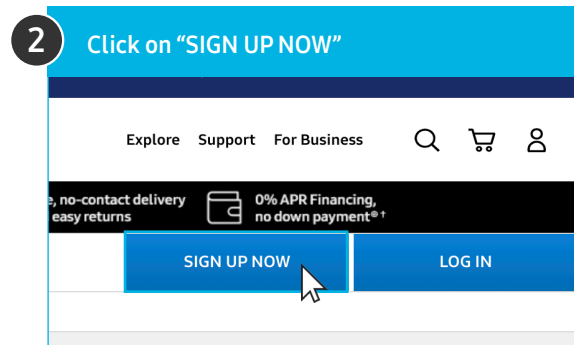 2
Click on “SIGN UP NOW”
Explore Support For Business
no-contact delivery
easy returns
0% APR Financing,
no down payment⁰ †
SIGN UP NOW
LOG IN